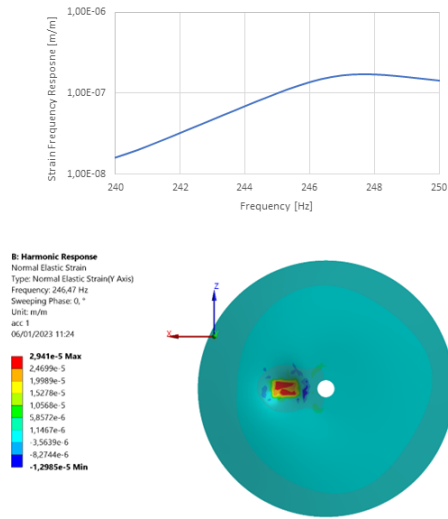 1,00E-06
1,00E-07
1,00E-08
Strain Frequency Resposne [m/m]
240
242
244
246
248
250
Frequency [Hz]
B: Harmonic Response
Normal Elastic Strain
Type: Normal Elastic Strain(Y Axis)
Frequency: 246,47 Hz
Sweeping Phase: 0, °
Unit: m/m
acc 1
06/01/2023 11:24
2,941e-5 Max
2,4699e-5
1,9989e-5
1,5278e-5
1,0568e-5
5,8572e-6
1,1467e-6
-3,5639e-6
-8,2744e-6
-1,2985e-5 Min
Z
X